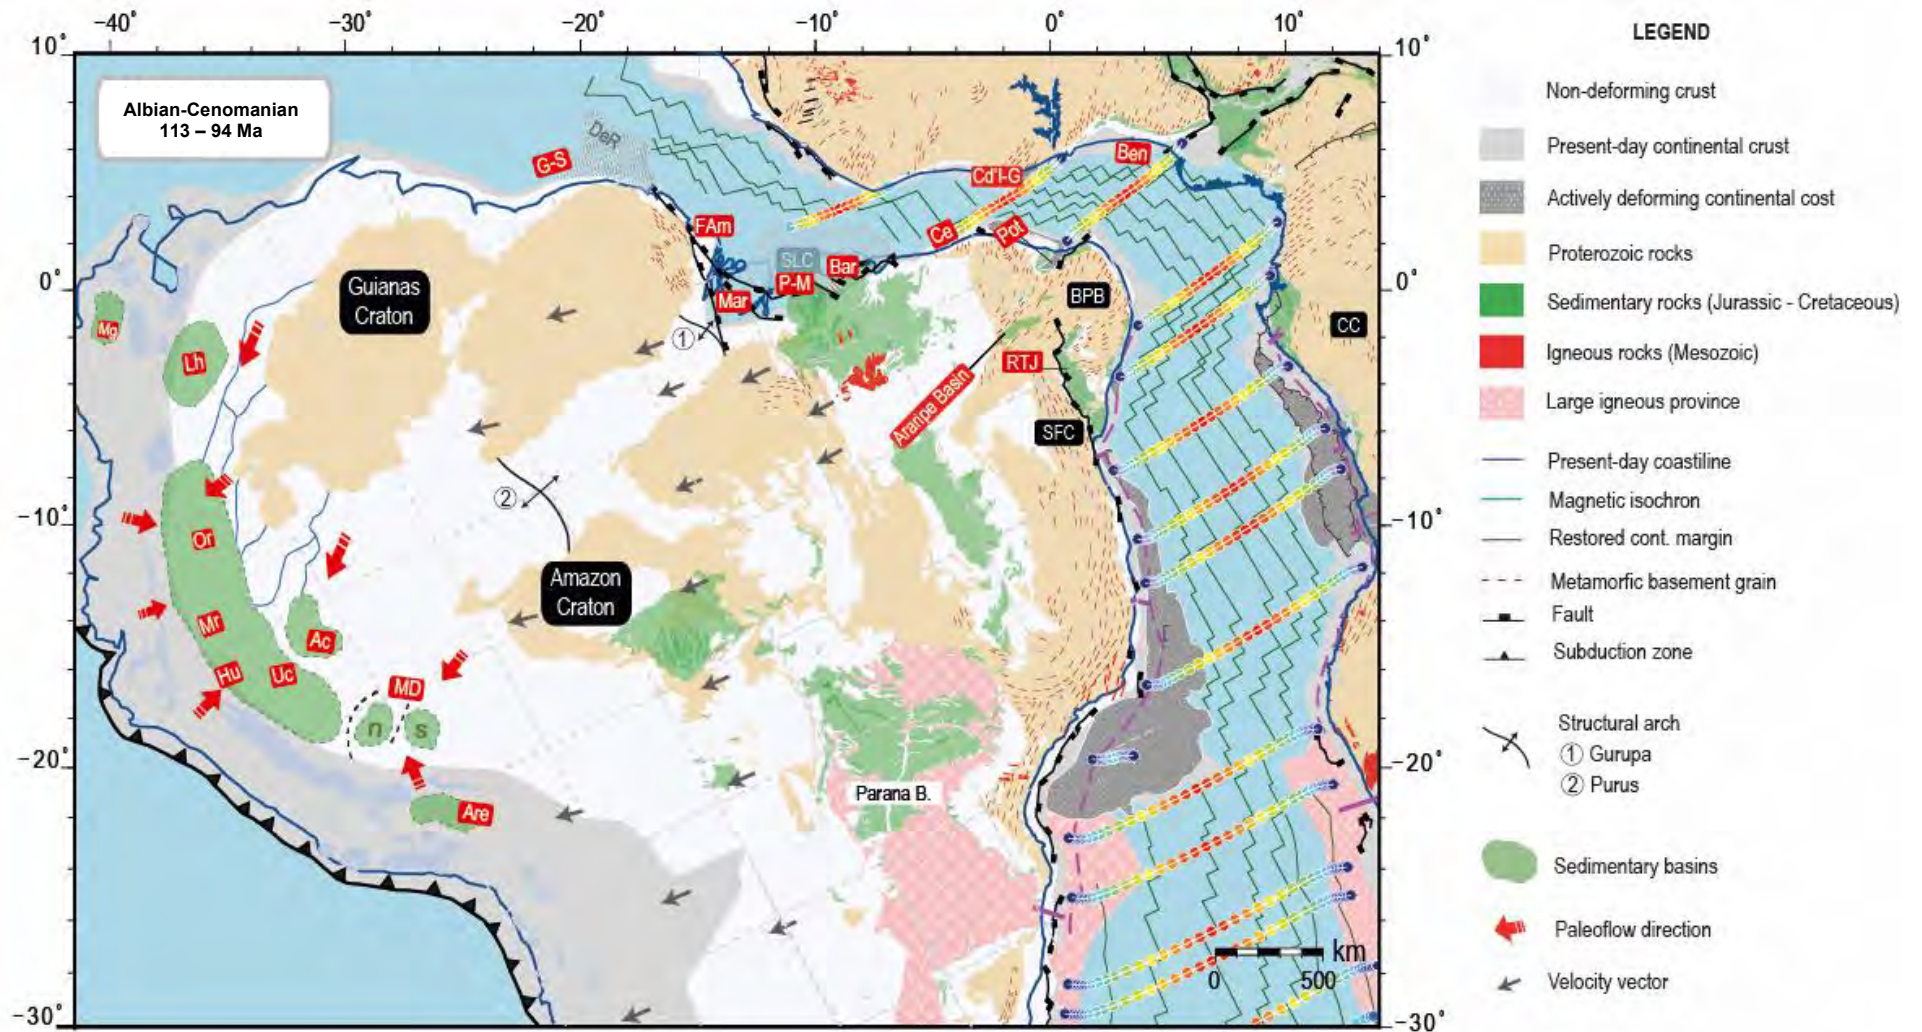 −40°
−30°
−20°
−10°
0°
10°
10°
0°
−10°
−20°
−30°
10°
0°
−10°
−20°
−30°
Albian-Cenomanian
113 – 94 Ma
DeR
G-S
Ben
Cd'I-G
FAm
Ce
Pot
SLC
Bar
P-M
Mar
BPB
CC
Guianas
Craton
Mg
Lh
1
RTJ
Araripe Basin
SFC
2
Or
Amazon
Craton
Mr
Ac
Hu
Uc
MD
n
s
Are
Parana B.
km
0
500
LEGEND
Non-deforming crust
Present-day continental crust
Actively deforming continental cost
Proterozoic rocks
Sedimentary rocks (Jurassic - Cretaceous)
Igneous rocks (Mesozoic)
Large igneous province
Present-day coastiline
Magnetic isochron
Restored cont. margin
Metamorfic basement grain
Fault
Subduction zone
Structural arch
1 Gurupa
2 Purus
Sedimentary basins
Paleoflow direction
Velocity vector